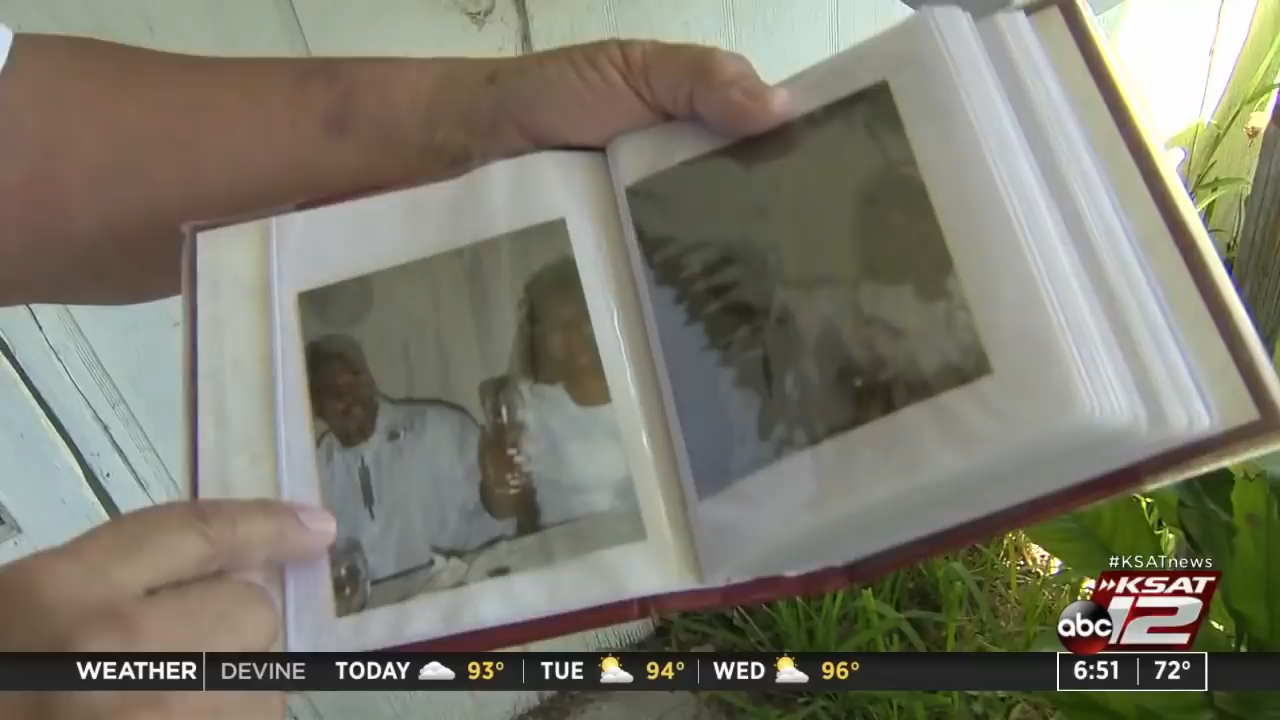 #KSATnews
KSAT
abc 12
WEATHER DEVINE TODAY 93° TUE 94° WED 96° 6:51 72°